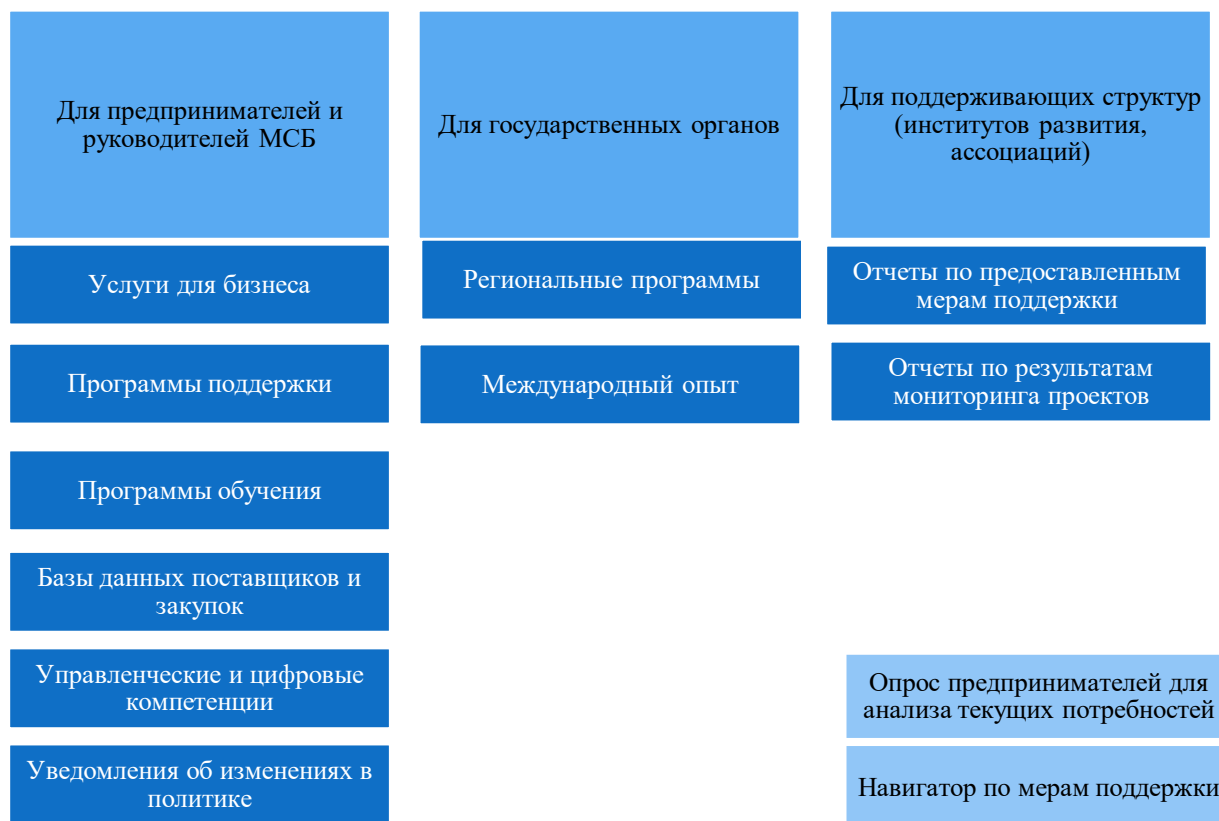 Для предпринимателей и
руководителей МСБ
Услуги для бизнеса
Программы поддержки
Программы обучения
Базы данных поставщиков и
закупок
Управленческие и цифровые
компетенции
Уведомления об изменениях в
политике
Для государственных органов
Региональные программы
Международный опыт
Для поддерживающих структур
(институтов развития,
ассоциаций)
Отчеты по предоставленным
мерам поддержки
Отчеты по результатам
мониторинга проектов
Опрос предпринимателей для
анализа текущих потребностей
Навигатор по мерам поддержки